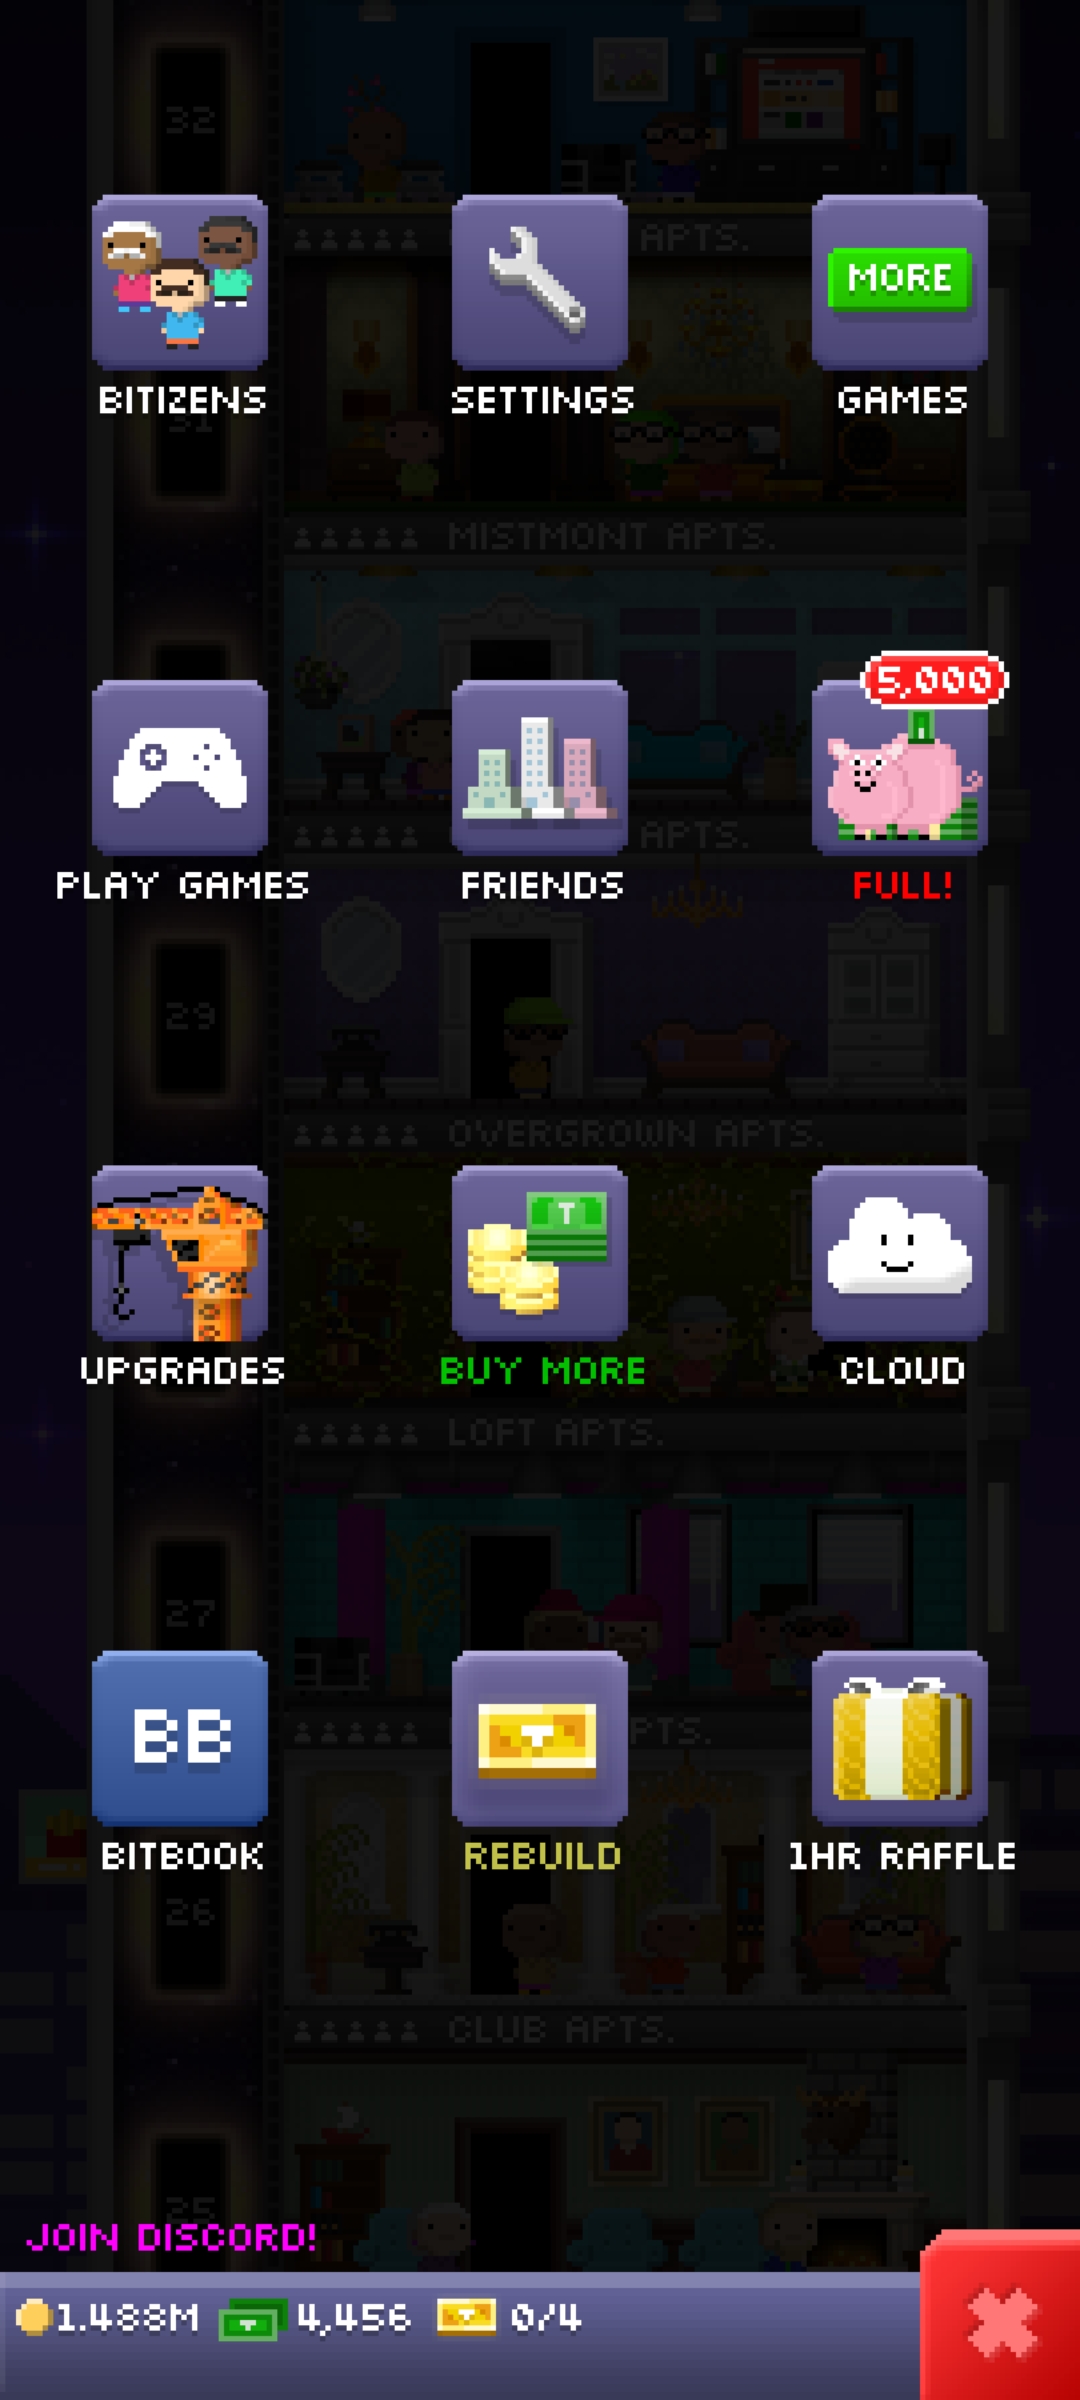 32
APTS.
MORE
BITIZENS
SETTINGS
GAMES
31
MISTMONT APTS.
5,000
APTS.
PLAY GAMES
FRIENDS
FULL!
29
OVERGROWN APTS.
T
UPGRADES
BUY MORE
CLOUD
LOFT APTS.
27
BB
PTS.
BITBOOK
REBUILD
1HR RAFFLE
26
CLUB APTS.
25
JOIN DISCORD!
1.488M 4,456 0/4